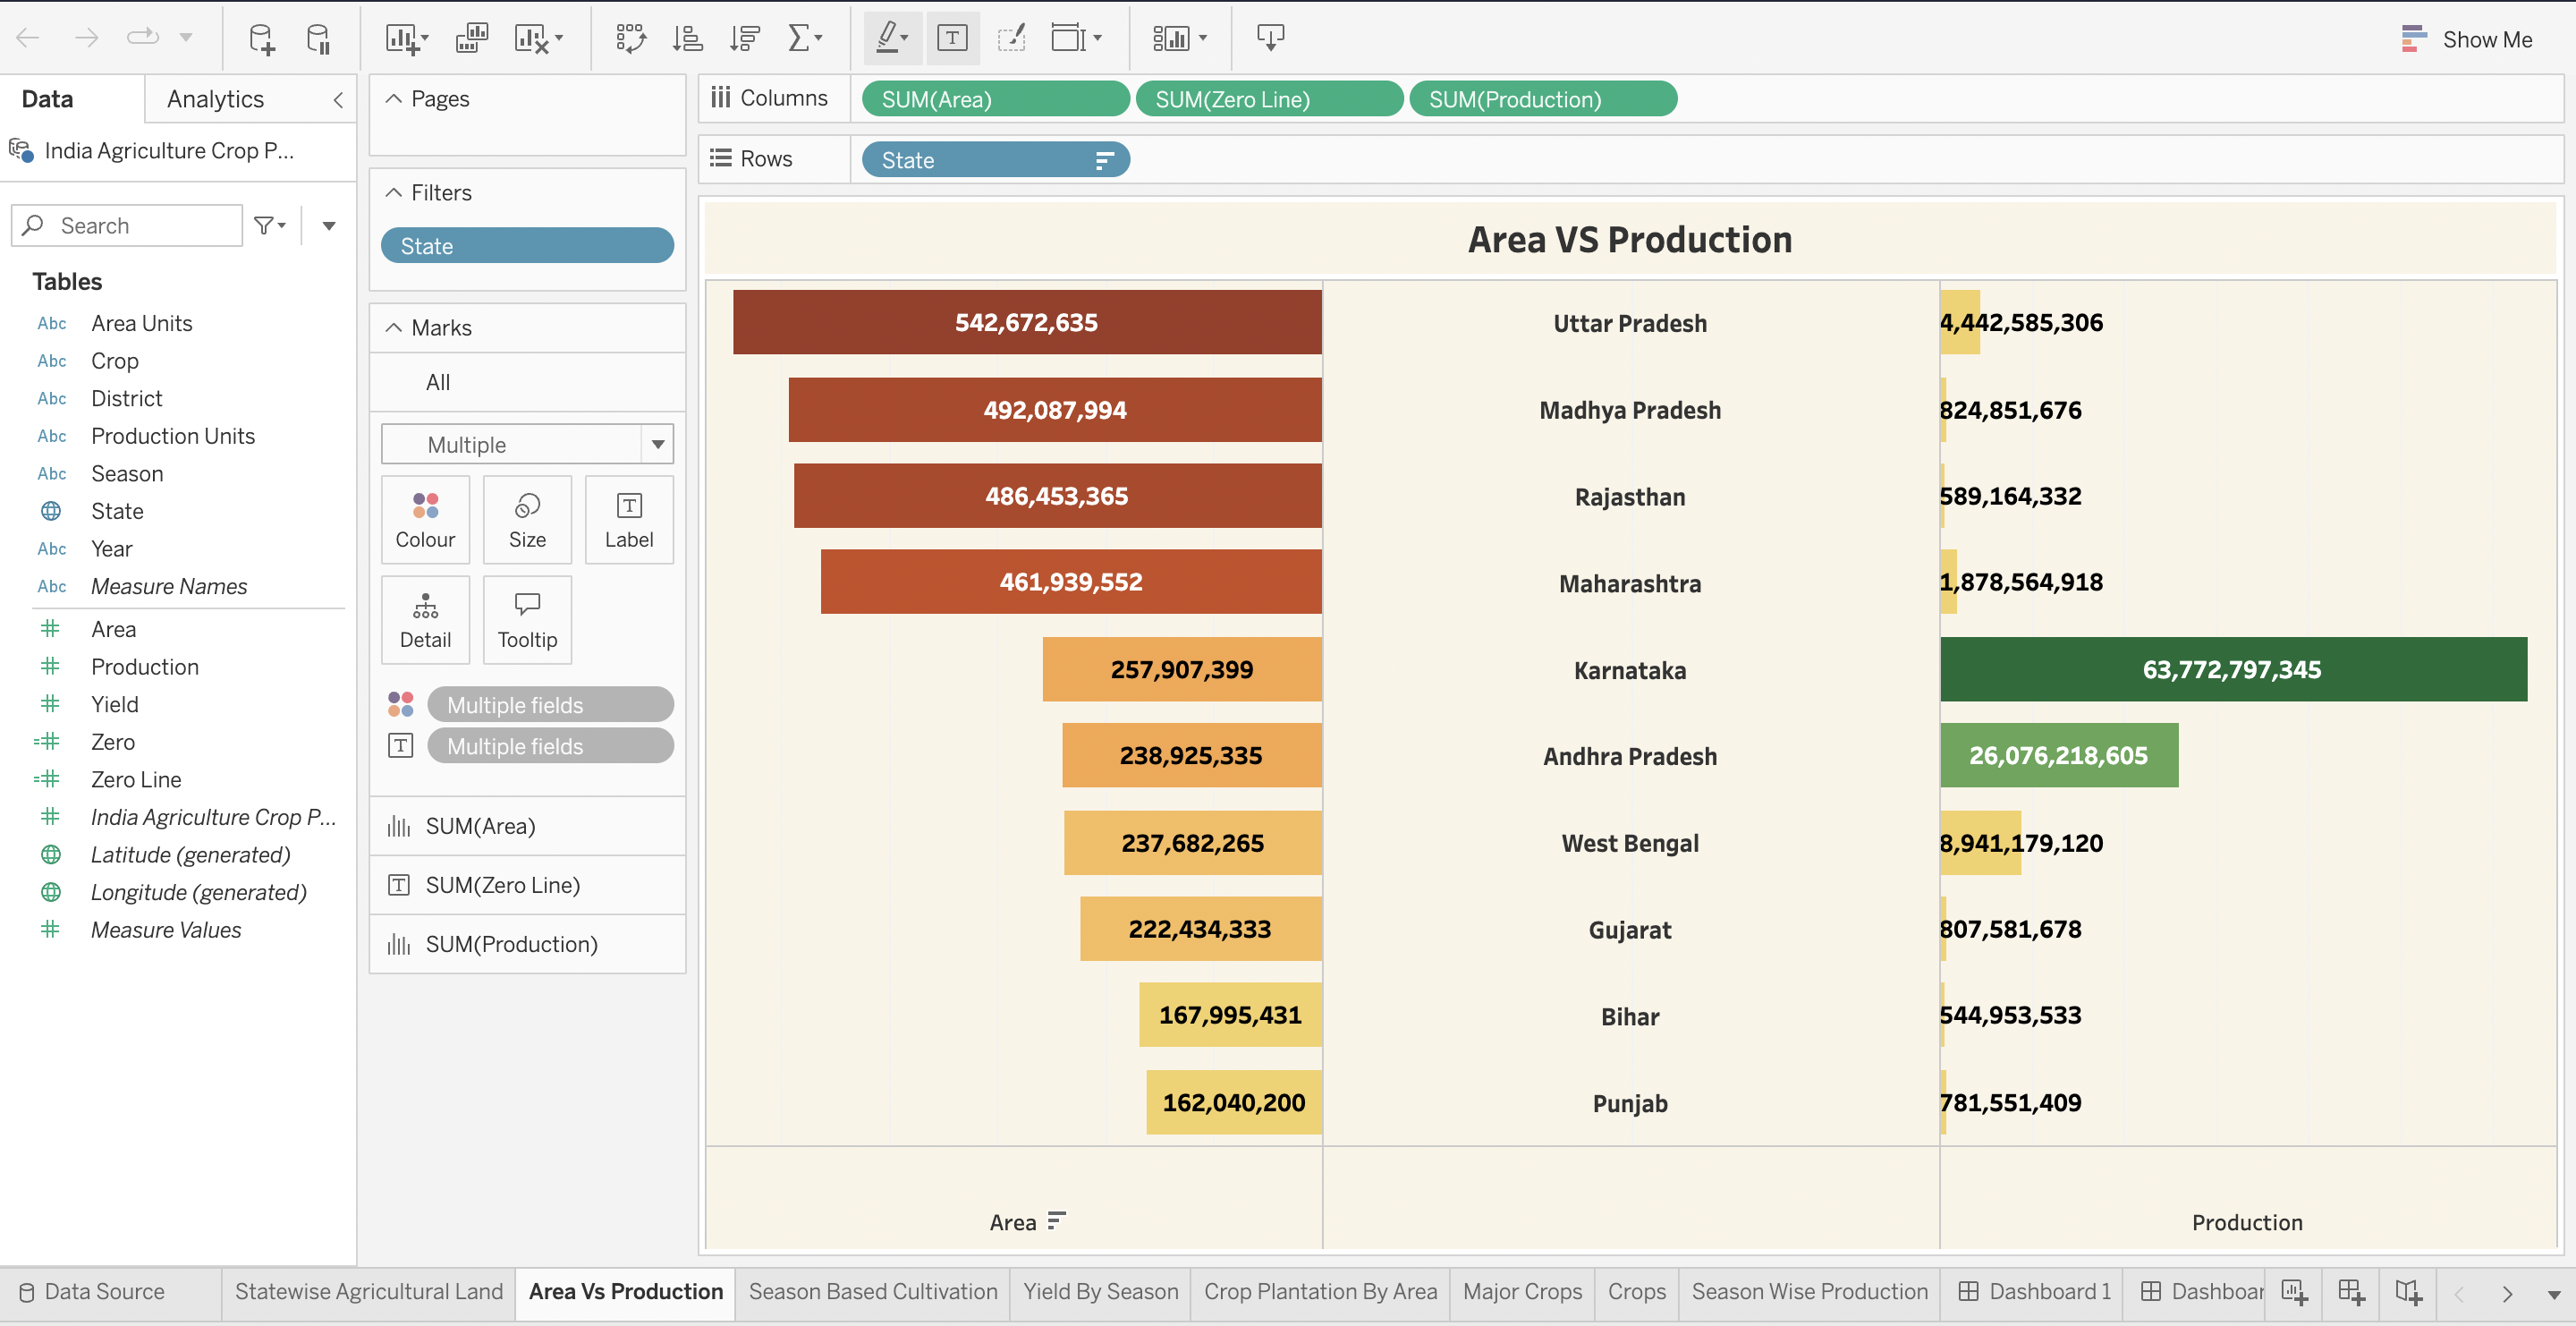 Show Me
Data
Analytics
India Agriculture Crop P...
Search
Tables
Abc Area Units
Abc Crop
Abc District
Abc Production Units
Abc Season
State
Abc Year
Abc Measure Names
Area
Production
Yield
Zero
Zero Line
India Agriculture Crop P...
Latitude (generated)
Longitude (generated)
Measure Values
Pages
Filters
State
Marks
All
Multiple
Colour Size Label
Detail Tooltip
Multiple fields
Multiple fields
SUM(Area)
SUM(Zero Line)
SUM(Production)
Columns SUM(Area) SUM(Zero Line) SUM(Production)
Rows State
Area VS Production
542,672,635 Uttar Pradesh 4,442,585,306
492,087,994 Madhya Pradesh 824,851,676
486,453,365 Rajasthan 589,164,332
461,939,552 Maharashtra 1,878,564,918
257,907,399 Karnataka 63,772,797,345
238,925,335 Andhra Pradesh 26,076,218,605
237,682,265 West Bengal 8,941,179,120
222,434,333 Gujarat 807,581,678
167,995,431 Bihar 544,953,533
162,040,200 Punjab 781,551,409
Area Production
Data Source Statewise Agricultural Land Area Vs Production Season Based Cultivation Yield By Season Crop Plantation By Area Major Crops Crops Season Wise Production Dashboard 1 Dashboar